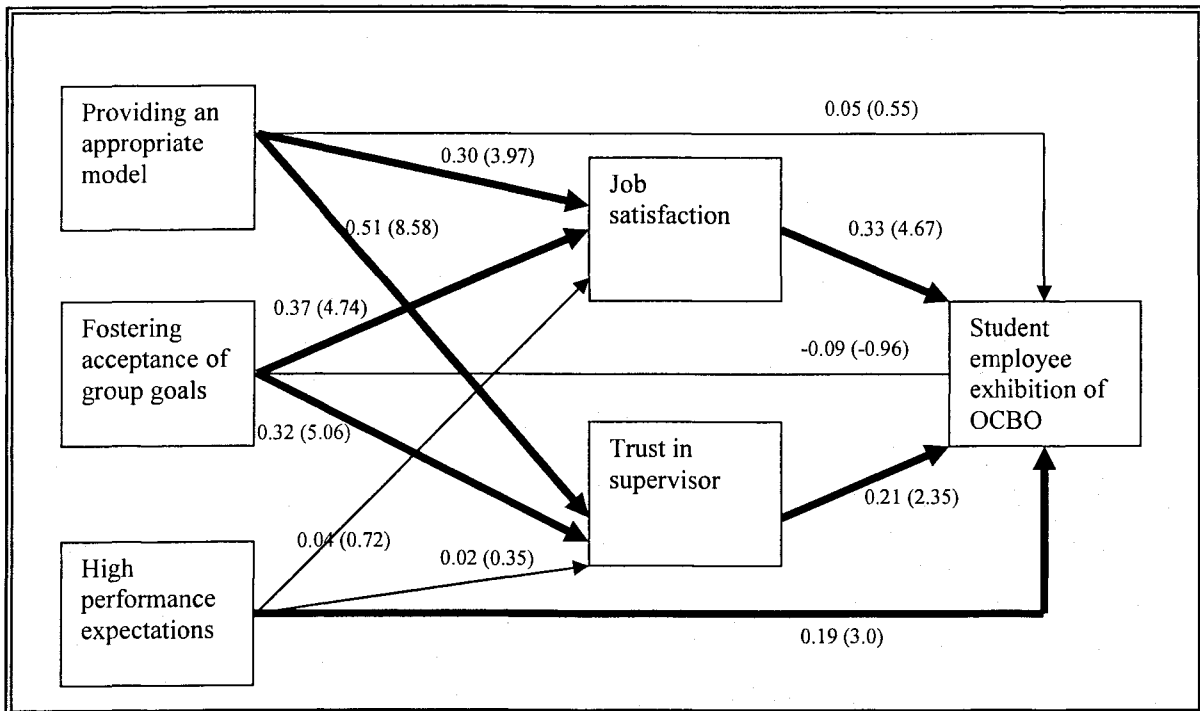 Providing an
appropriate
model
0.05 (0.55)
0.30 (3.97)
Job
satisfaction
0.51 (8.58)
0.33 (4.67)
0.37 (4.74)
Fostering
acceptance of
group goals
-0.09 (-0.96)
Student
employee
exhibition of
OCBO
0.32 (5.06)
Trust in
supervisor
0.21 (2.35)
0.04 (0.72)
0.02 (0.35)
High
performance
expectations
0.19 (3.0)